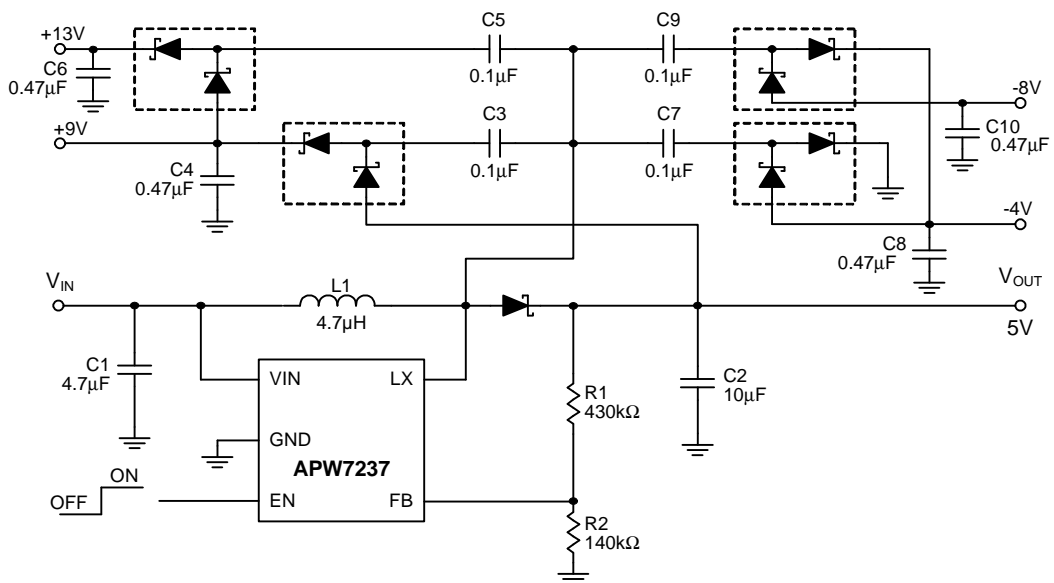 +13V
C6
0.47µF
C5
0.1µF
C9
0.1µF
-8V
C10
0.47µF
+9V
C4
0.47µF
C3
0.1µF
C7
0.1µF
-4V
C8
0.47µF
VIN
L1
4.7µH
VOUT
5V
C1
4.7µF
VIN
LX
GND
APW7237
EN
FB
OFF
ON
R1
430kΩ
C2
10µF
R2
140kΩ